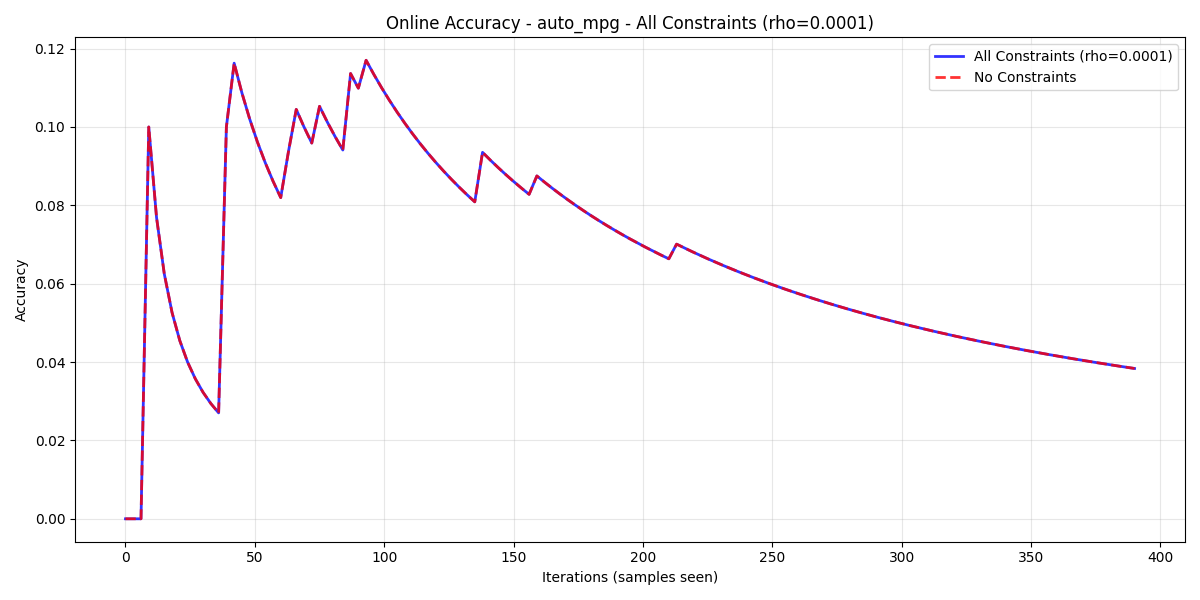 Online Accuracy - auto_mpg - All Constraints (rho=0.0001)
All Constraints (rho=0.0001)
No Constraints
Accuracy
0.12
0.10
0.08
0.06
0.04
0.02
0.00
0 50 100 150 200 250 300 350 400
Iterations (samples seen)